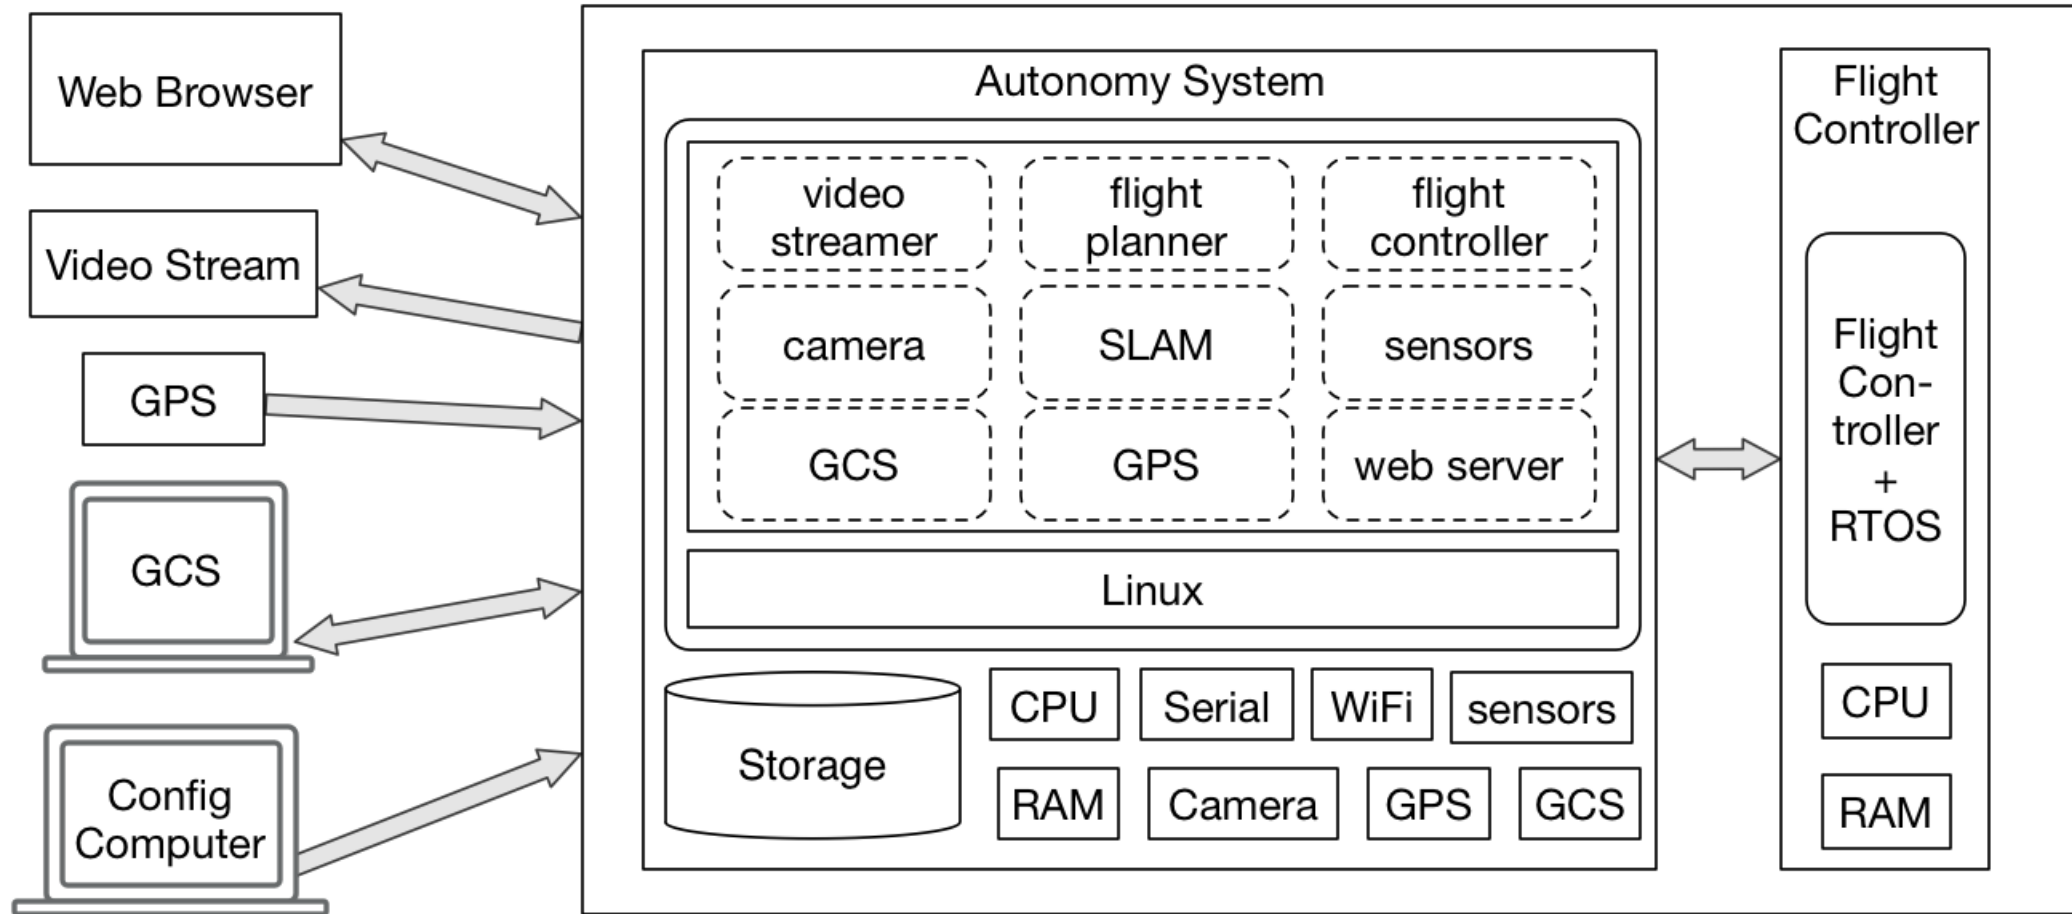 Web Browser
Video Stream
GPS
GCS
Config
Computer
Autonomy System
video
streamer
flight
planner
flight
controller
camera
SLAM
sensors
GCS
GPS
web server
Linux
Storage
CPU
Serial
WiFi
sensors
RAM
Camera
GPS
GCS
Flight
Controller
Flight
Con-
troller
+
RTOS
CPU
RAM